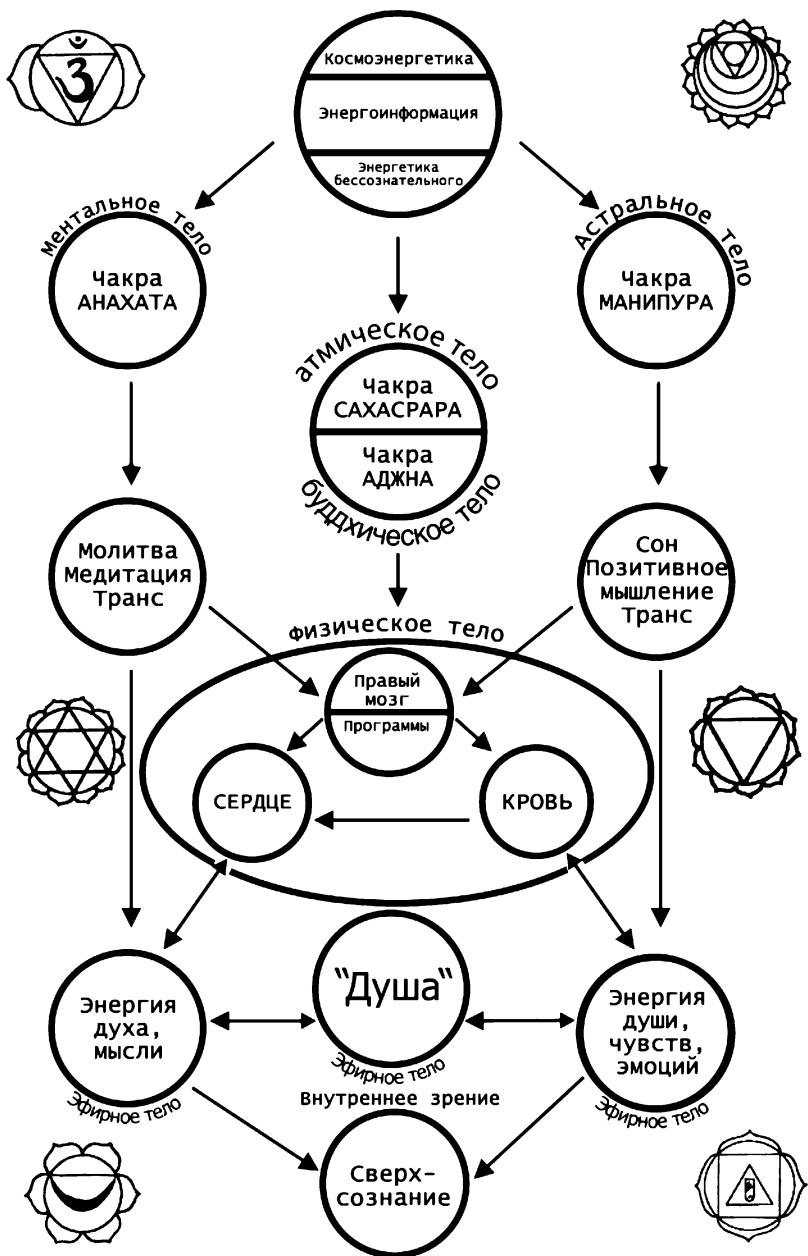 Космоэнергетика
Энергоинформация
Энергетика
бессознательного
Ментальное тело
Чакра
АНАХАТА
Астральное тело
Чакра
МАНИПУРА
атмическое тело
Чакра
САХАСРАРА
Чакра
АДЖНА
буддхическое тело
Молитва
Медитация
Транс
Сон
Позитивное
мышление
Транс
Физическое тело
Правый
мозг
Программы
СЕРДЦЕ
КРОВЬ
Энергия
духа,
мысли
Эфирное тело
"Душа"
Эфирное тело
Энергия
души,
чувств,
эмоций
Эфирное тело
Внутреннее зрение
Сверх-
сознание